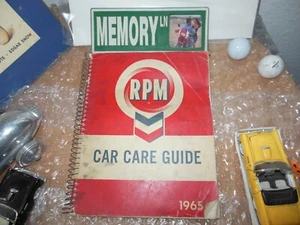 MEMORY LN
RPM
CAR CARE GUIDE
1965